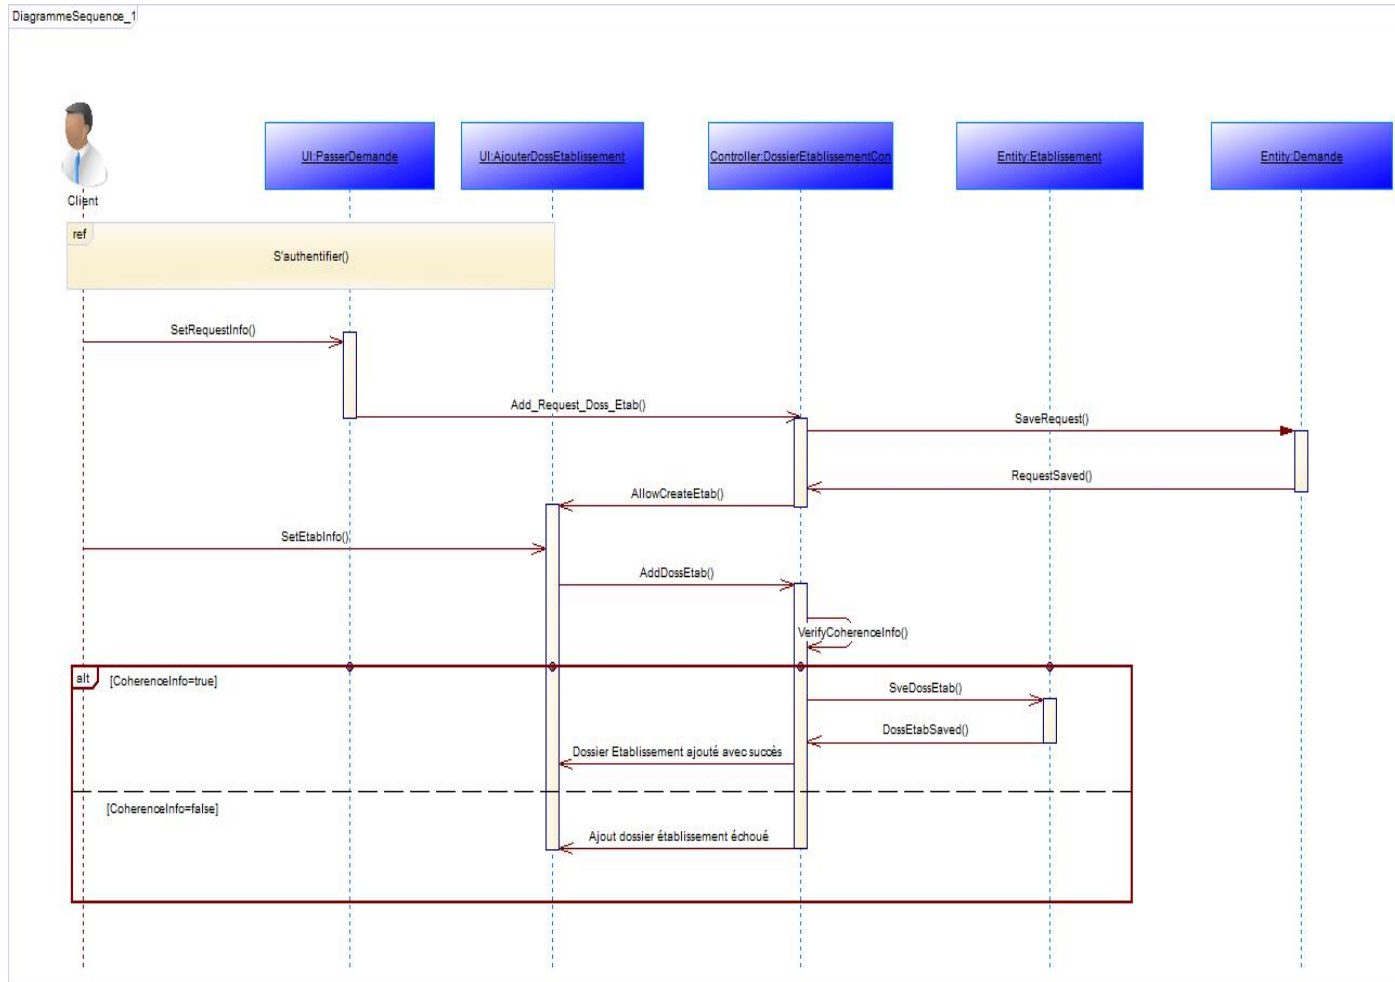 DiagrammeSequence_1
UI:PasserDemande
UI:AjouterDossEtablissement
Controller:DossierEtablissementCon
Entity:Etablissement
Entity:Demande
Client
ref
S'authentifier()
SetRequestInfo()
Add_Request_Doss_Etab()
SaveRequest()
RequestSaved()
AllowCreateEtab()
SetEtabInfo()
AddDossEtab()
VerifyCoherenceInfo()
alt
[CoherenceInfo=true]
SveDossEtab()
DossEtabSaved()
Dossier Etablissement ajouté avec succès
[CoherenceInfo=false]
Ajout dossier établissement échoué